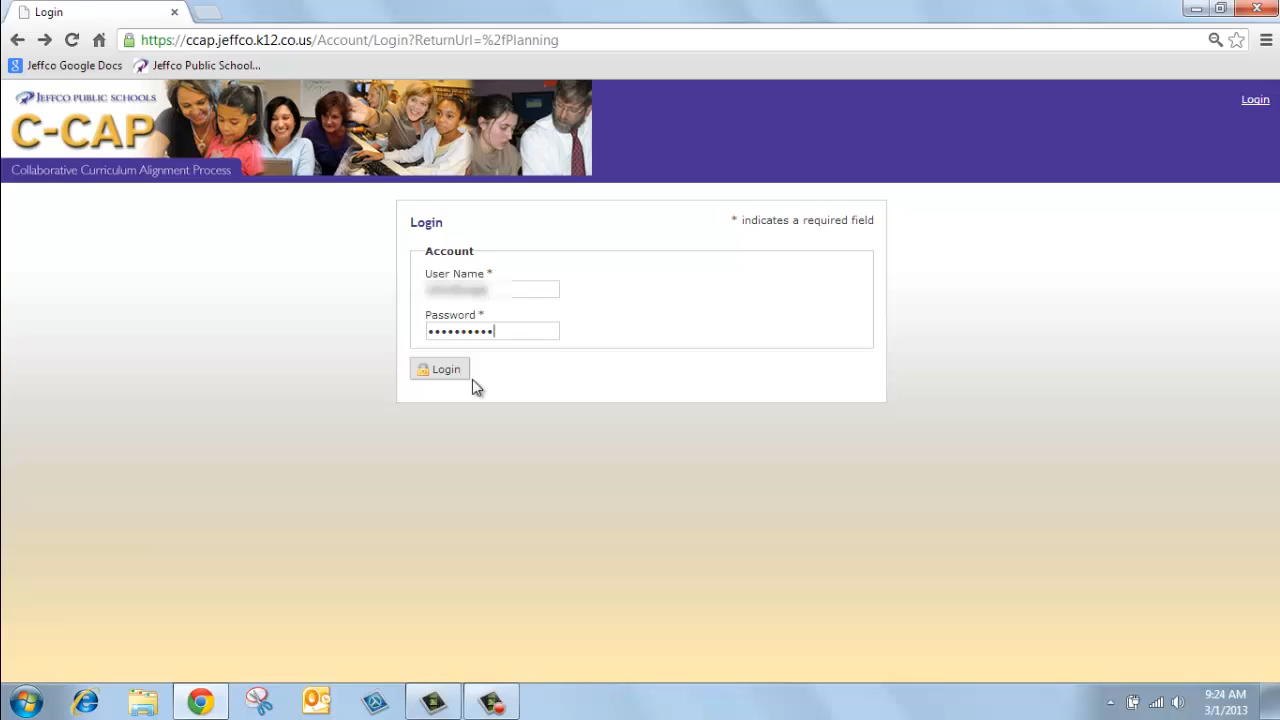 Login
https://ccap.jeffco.k12.co.us/Account/Login?ReturnUrl=%2fPlanning
Jeffco Google Docs
Jeffco Public School...
JEFFCO PUBLIC SCHOOLS
C-CAP
Collaborative Curriculum Alignment Process
Login
Login
* indicates a required field
Account
User Name *
Password *
Login
9:24 AM
3/1/2013